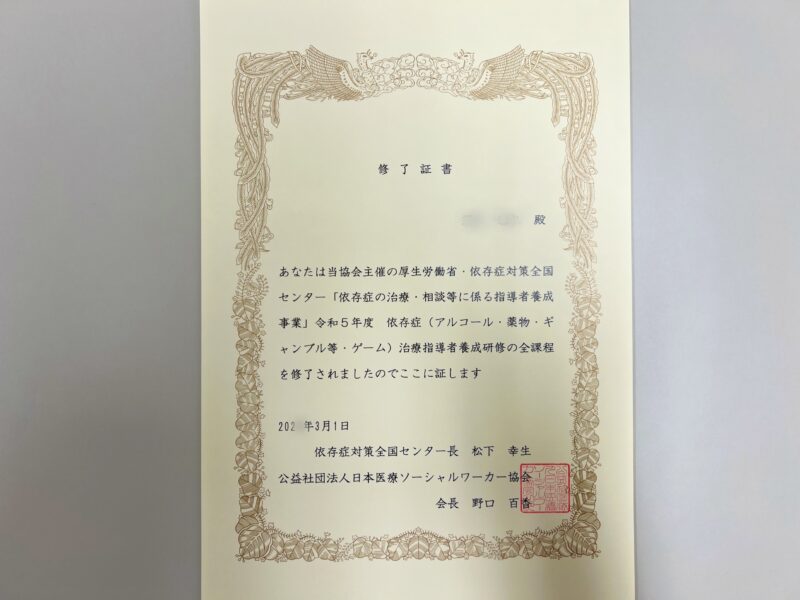 修了証書
殿
あなたは当協会主催の厚生労働省・依存症対策全国
センター「依存症の治療・相談等に係る指導者養成
事業」令和5年度　依存症（アルコール・薬物・ギ
ャンブル等・ゲーム）治療指導者養成研修の全課程
を修了されましたのでここに証します
202 年3月1日
依存症対策全国センター長　松下　幸生
公益社団法人日本医療ソーシャルワーカー協会
会長　野口　百香